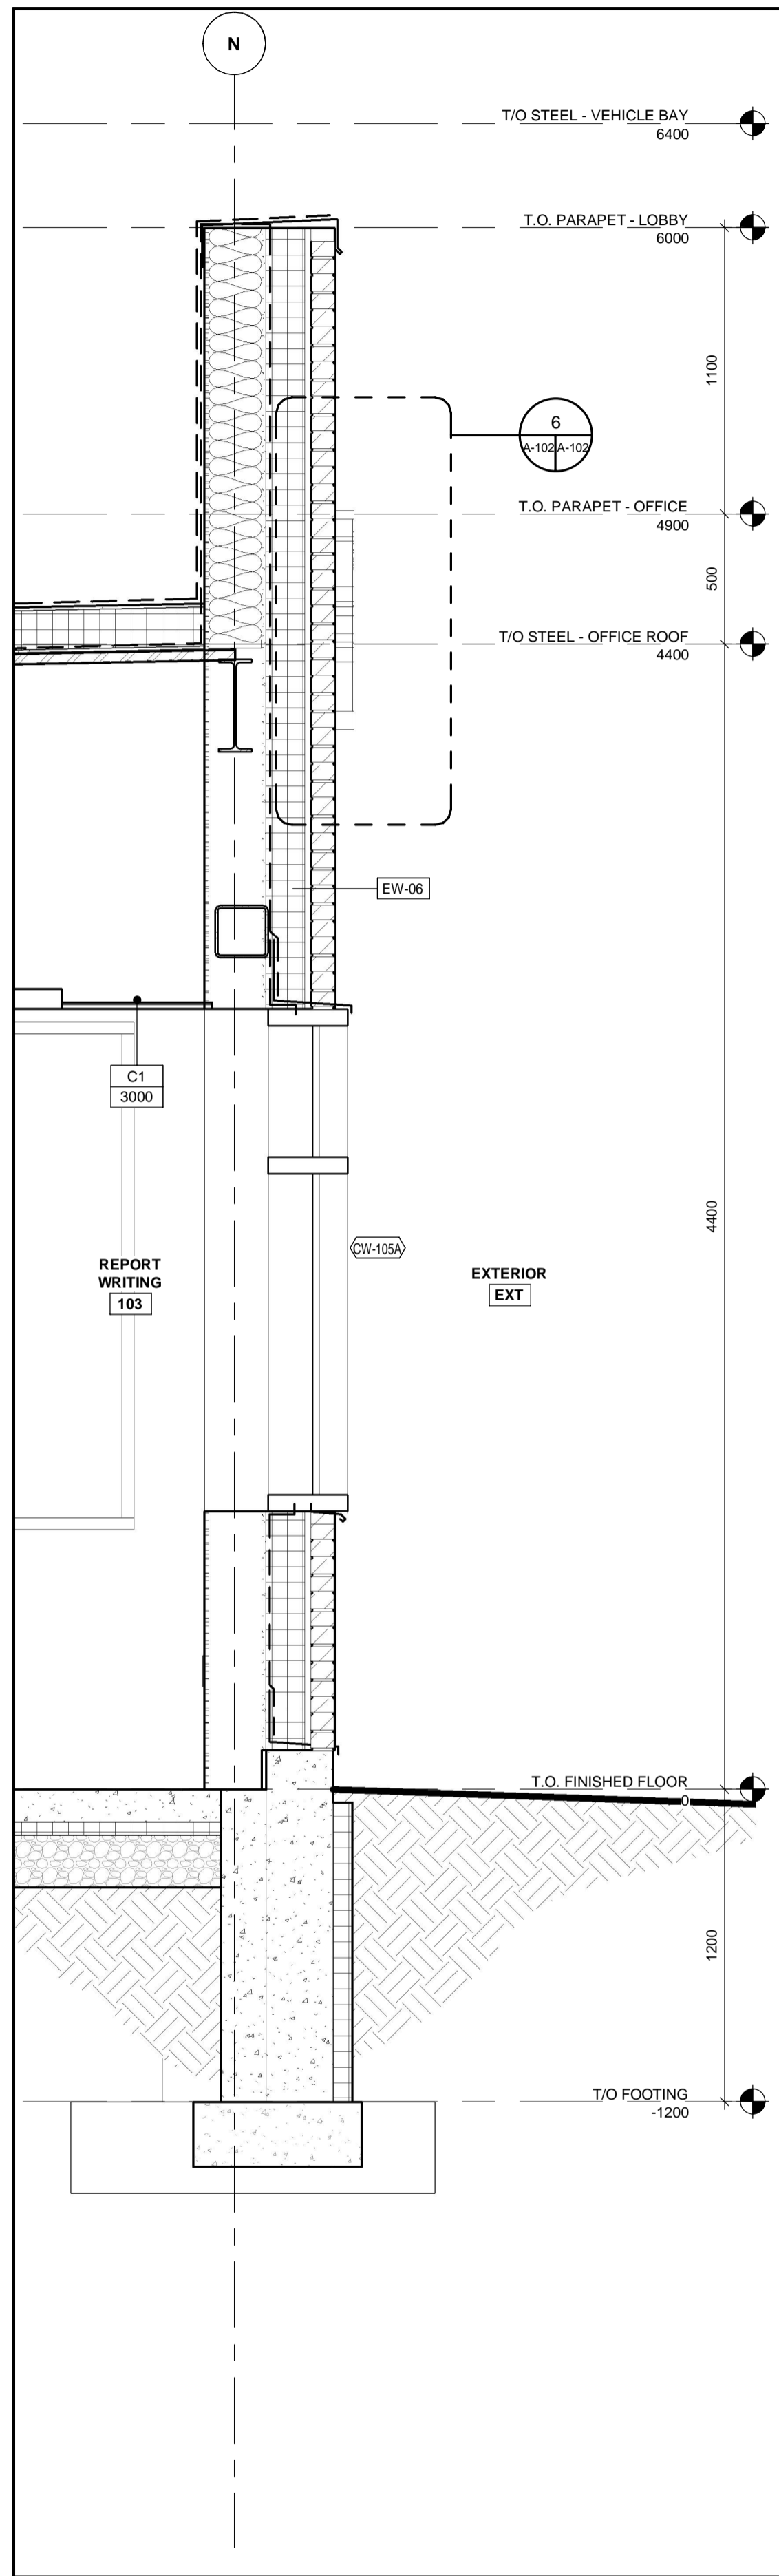 N
T/O STEEL - VEHICLE BAY
6400
T.O. PARAPET - LOBBY
6000
1100
6
A-102 A-102
T.O. PARAPET - OFFICE
4900
500
T/O STEEL - OFFICE ROOF
4400
EW-06
C1
3000
4400
CW-105A
REPORT
WRITING
103
EXTERIOR
EXT
T.O. FINISHED FLOOR
0
1200
T/O FOOTING
-1200